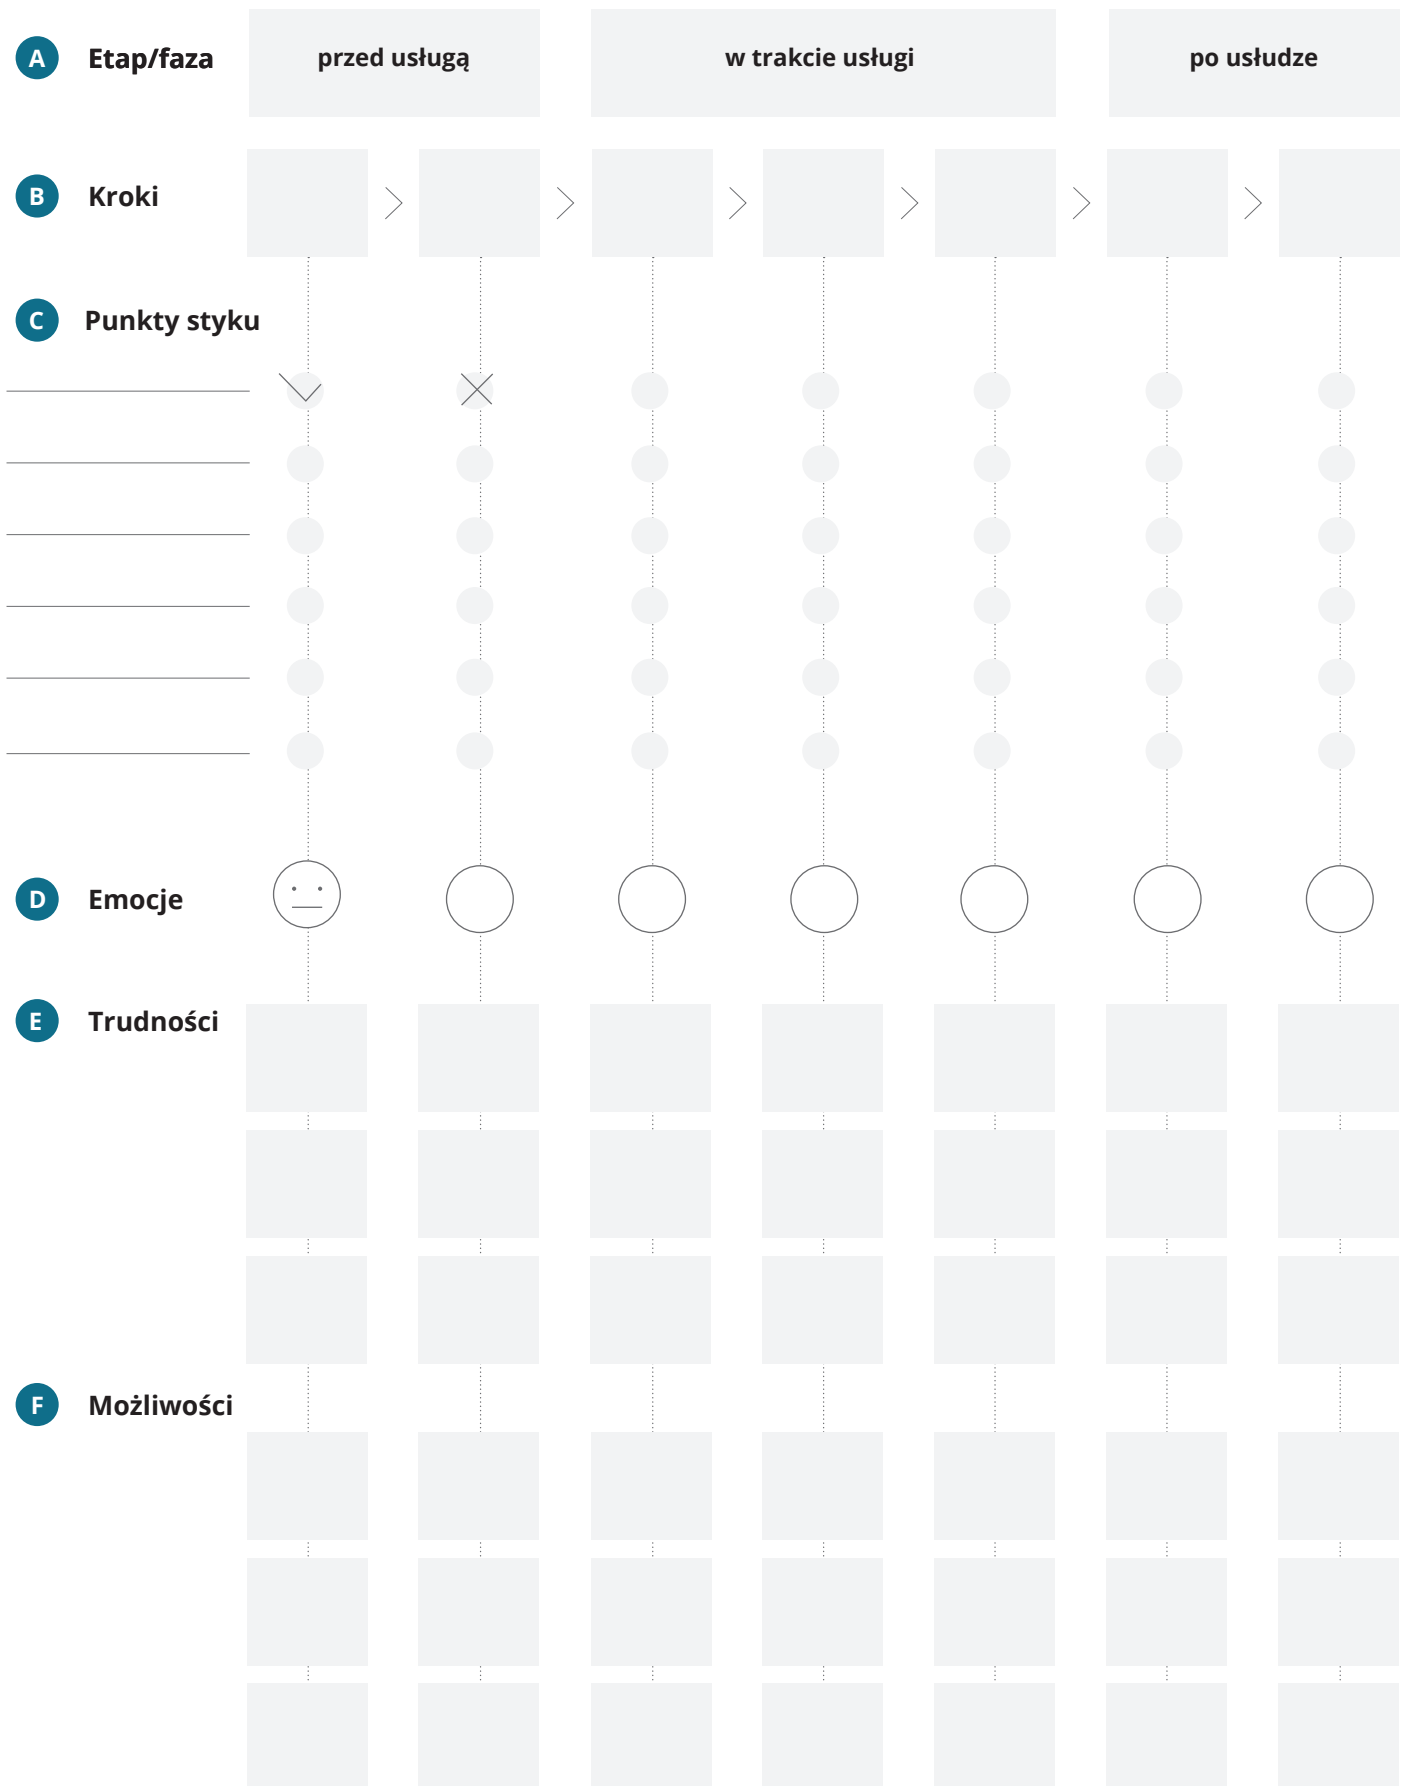 A Etap/faza przed usługą w trakcie usługi po usłudze
B Kroki
C Punkty styku
D Emocje
E Trudności
F Możliwości